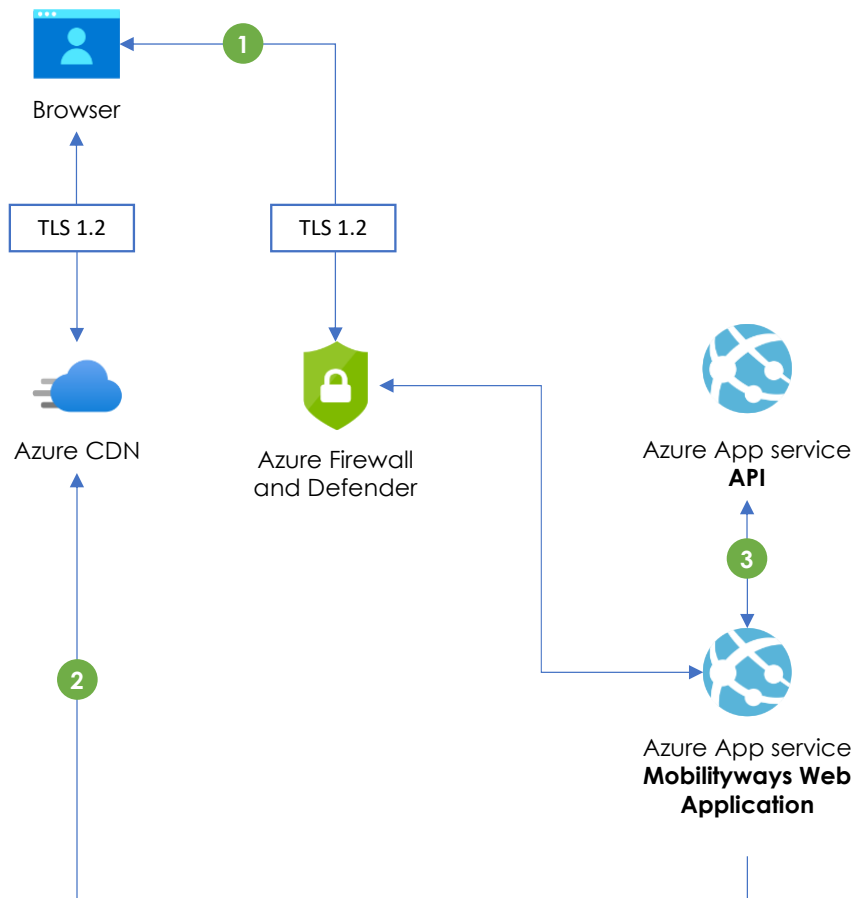 1
Browser
TLS 1.2
TLS 1.2
Azure CDN
Azure Firewall
and Defender
Azure App service
API
3
2
Azure App service
Mobilityways Web
Application